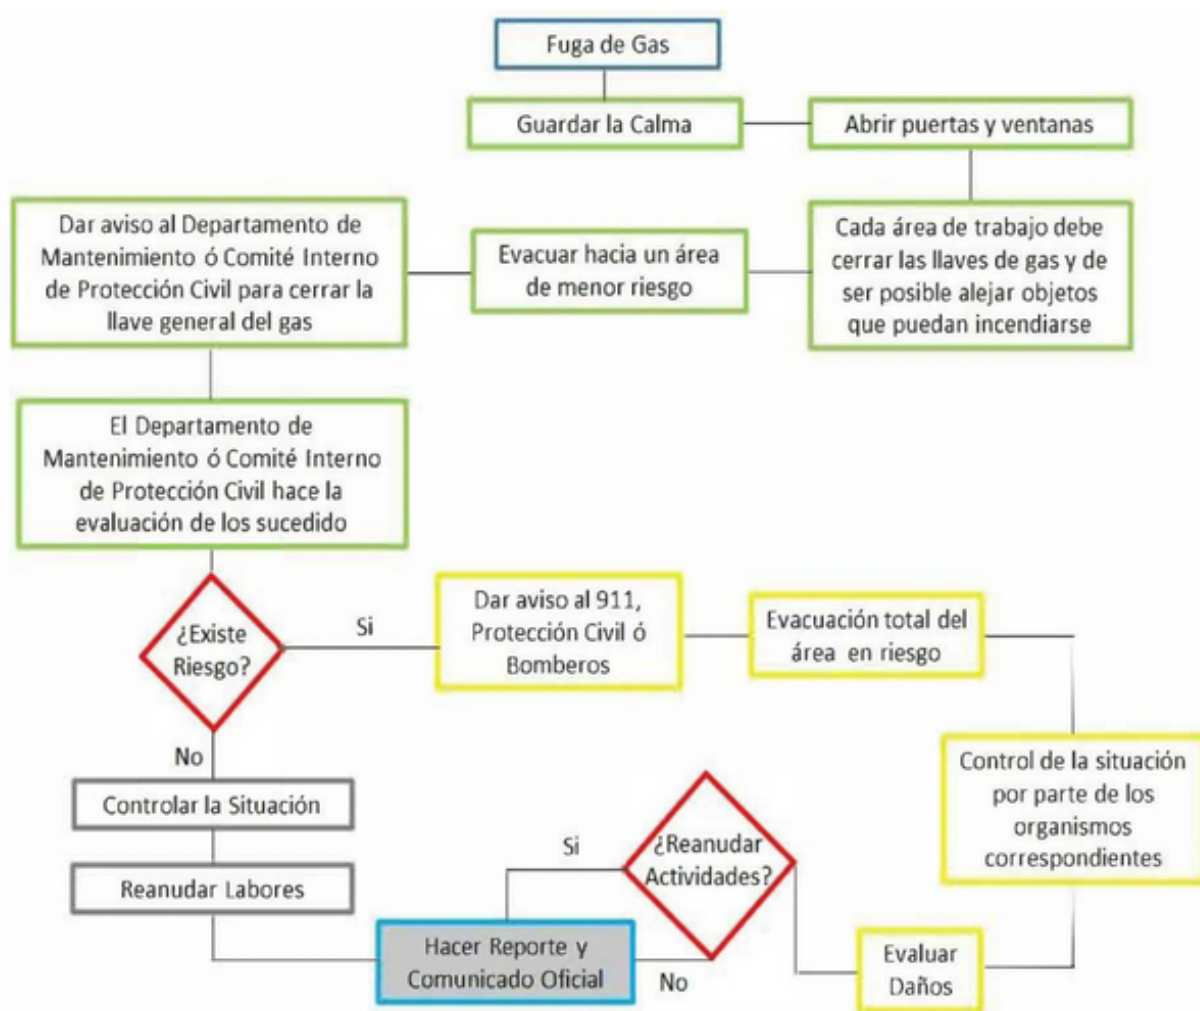 Fuga de Gas
Guardar la Calma
Abrir puertas y ventanas
Cada área de trabajo debe
cerrar las llaves de gas y de
ser posible alejar objetos
que puedan incendiarse
Evacuar hacia un área
de menor riesgo
Dar aviso al Departamento de
Mantenimiento ó Comité Interno
de Protección Civil para cerrar la
llave general del gas
El Departamento de
Mantenimiento ó Comité Interno
de Protección Civil hace la
evaluación de los sucedido
¿Existe
Riesgo?
Si
Dar aviso al 911,
Protección Civil ó
Bomberos
Evacuación total del
área en riesgo
Control de la situación
por parte de los
organismos
correspondientes
Evaluar
Daños
¿Reanudar
Actividades?
Si
No
No
Controlar la Situación
Reanudar Labores
Hacer Reporte y
Comunicado Oficial